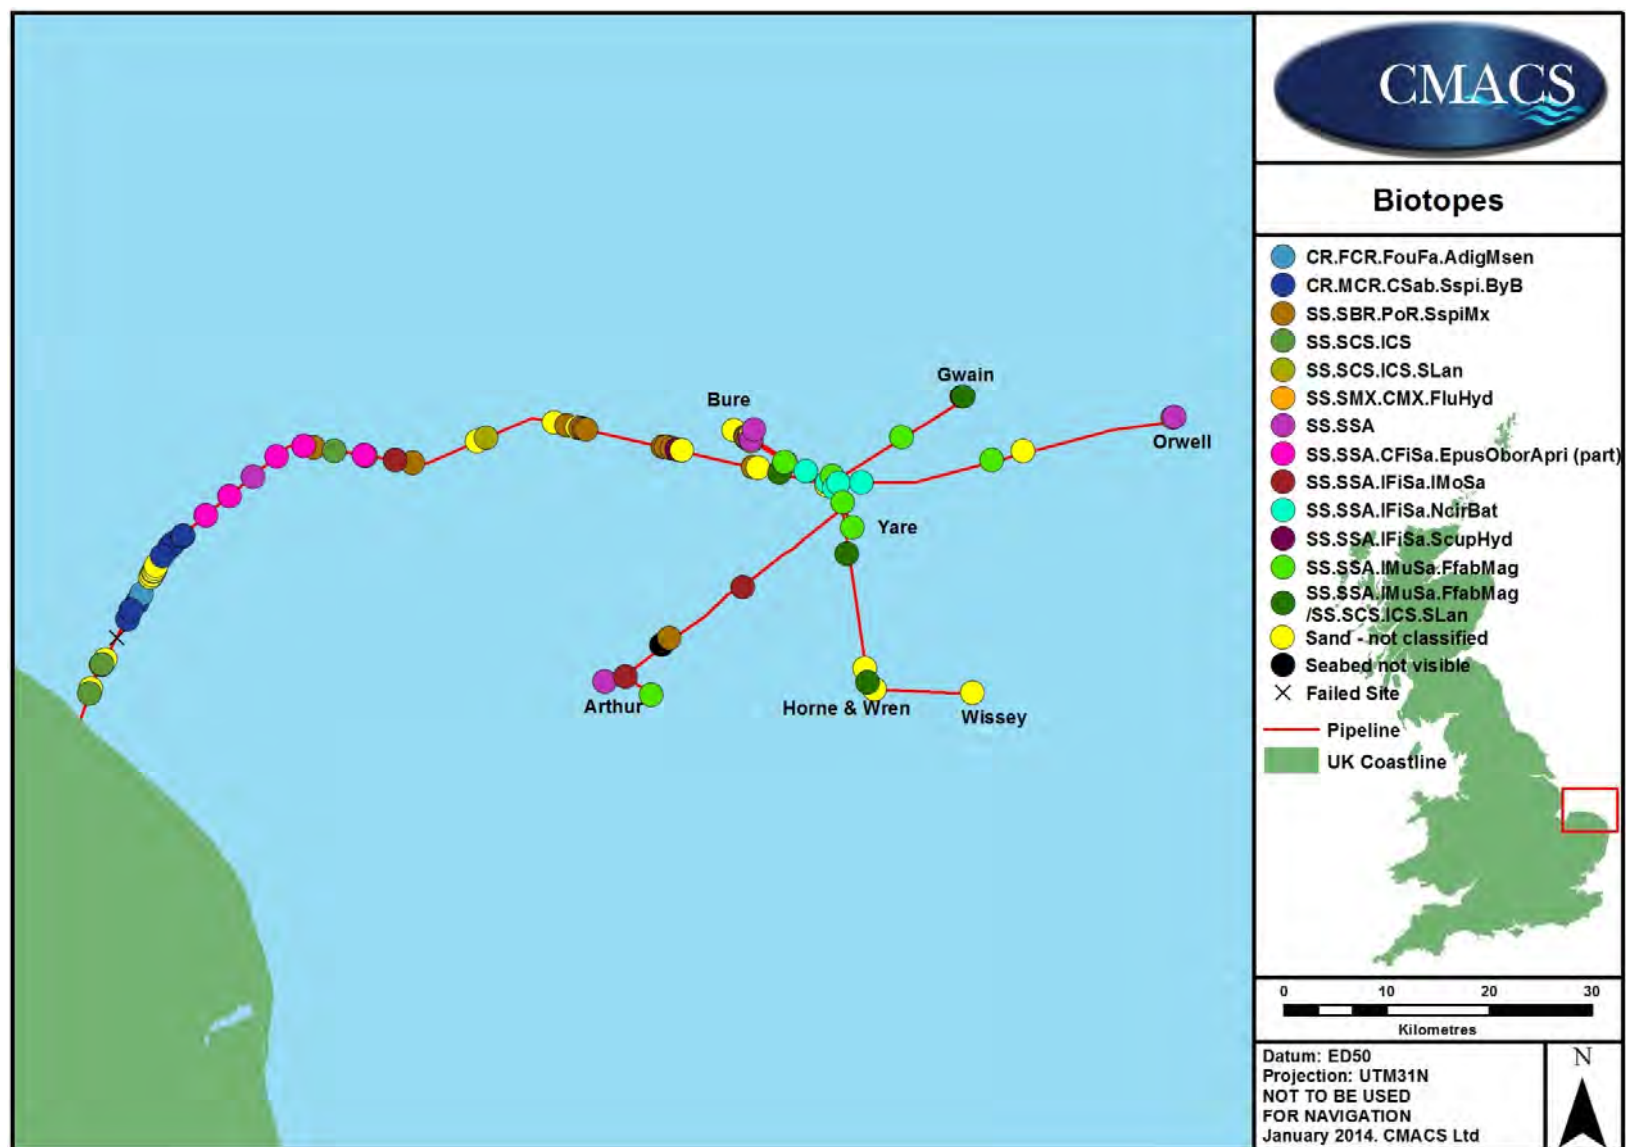 Gwain
Bure
Orwell
Yare
Arthur
Horne & Wren
Wissey
CMACS
Biotopes
CR.FCR.FouFa.AdigMsen
CR.MCR.CSab.Sspi.ByB
SS.SBR.PoR.SspiMx
SS.SCS.ICS
SS.SCS.ICS.SLan
SS.SMX.CMX.FluHyd
SS.SSA
SS.SSA.CFiSa.EpusOborApri (part)
SS.SSA.IFiSa.IMoSa
SS.SSA.IFiSa.NcirBat
SS.SSA.IFiSa.ScupHyd
SS.SSA.IMuSa.FfabMag
SS.SSA.IMuSa.FfabMag
/SS.SCS.ICS.SLan
Sand - not classified
Seabed not visible
Failed Site
Pipeline
UK Coastline
0 10 20 30
Kilometres
Datum: ED50
Projection: UTM31N
NOT TO BE USED
FOR NAVIGATION
January 2014. CMACS Ltd
N